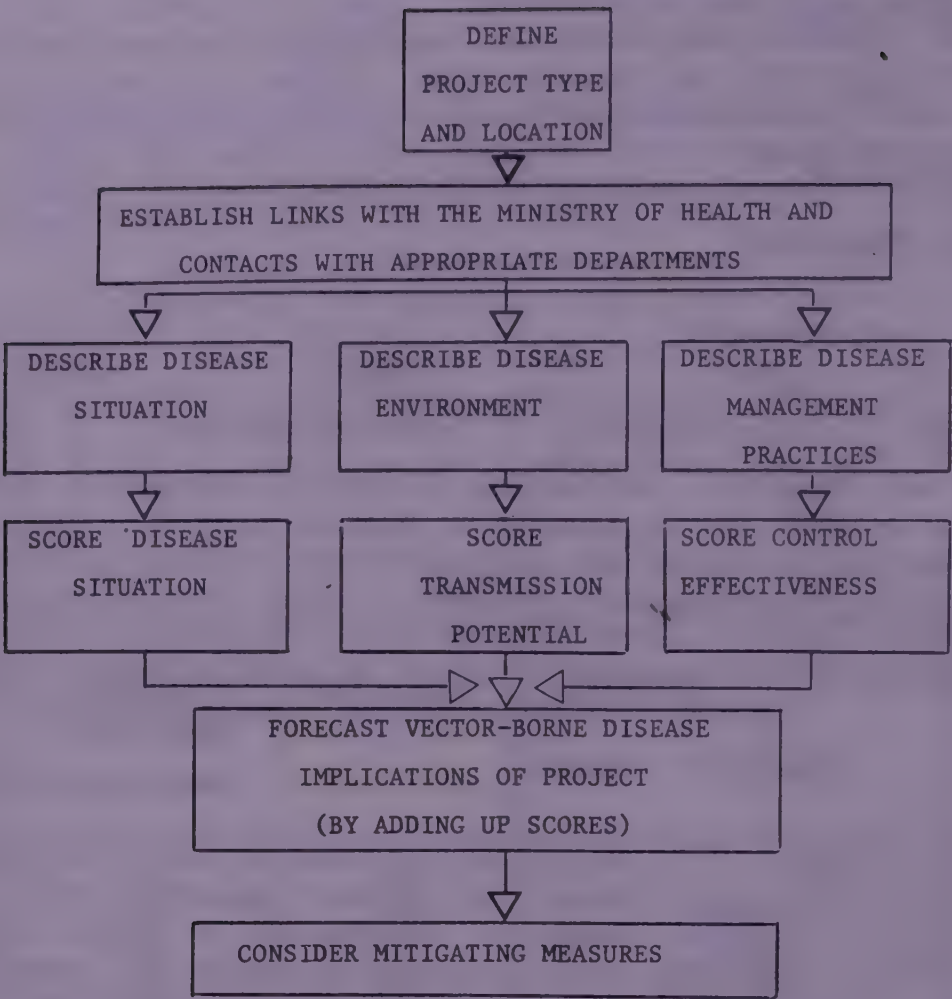 DEFINE
PROJECT TYPE
AND LOCATION
ESTABLISH LINKS WITH THE MINISTRY OF HEALTH AND
CONTACTS WITH APPROPRIATE DEPARTMENTS
DESCRIBE DISEASE
SITUATION
DESCRIBE DISEASE
ENVIRONMENT
DESCRIBE DISEASE
MANAGEMENT
PRACTICES
SCORE DISEASE
SITUATION
SCORE
TRANSMISSION
POTENTIAL
SCORE CONTROL
EFFECTIVENESS
FORECAST VECTOR-BORNE DISEASE
IMPLICATIONS OF PROJECT
(BY ADDING UP SCORES)
CONSIDER MITIGATING MEASURES